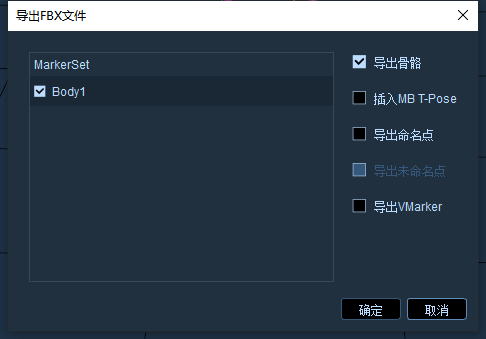 导出FBX文件
MarkerSet
Body1
导出骨骼
插入MB T-Pose
导出命名点
导出未命名点
导出VMarker
确定
取消